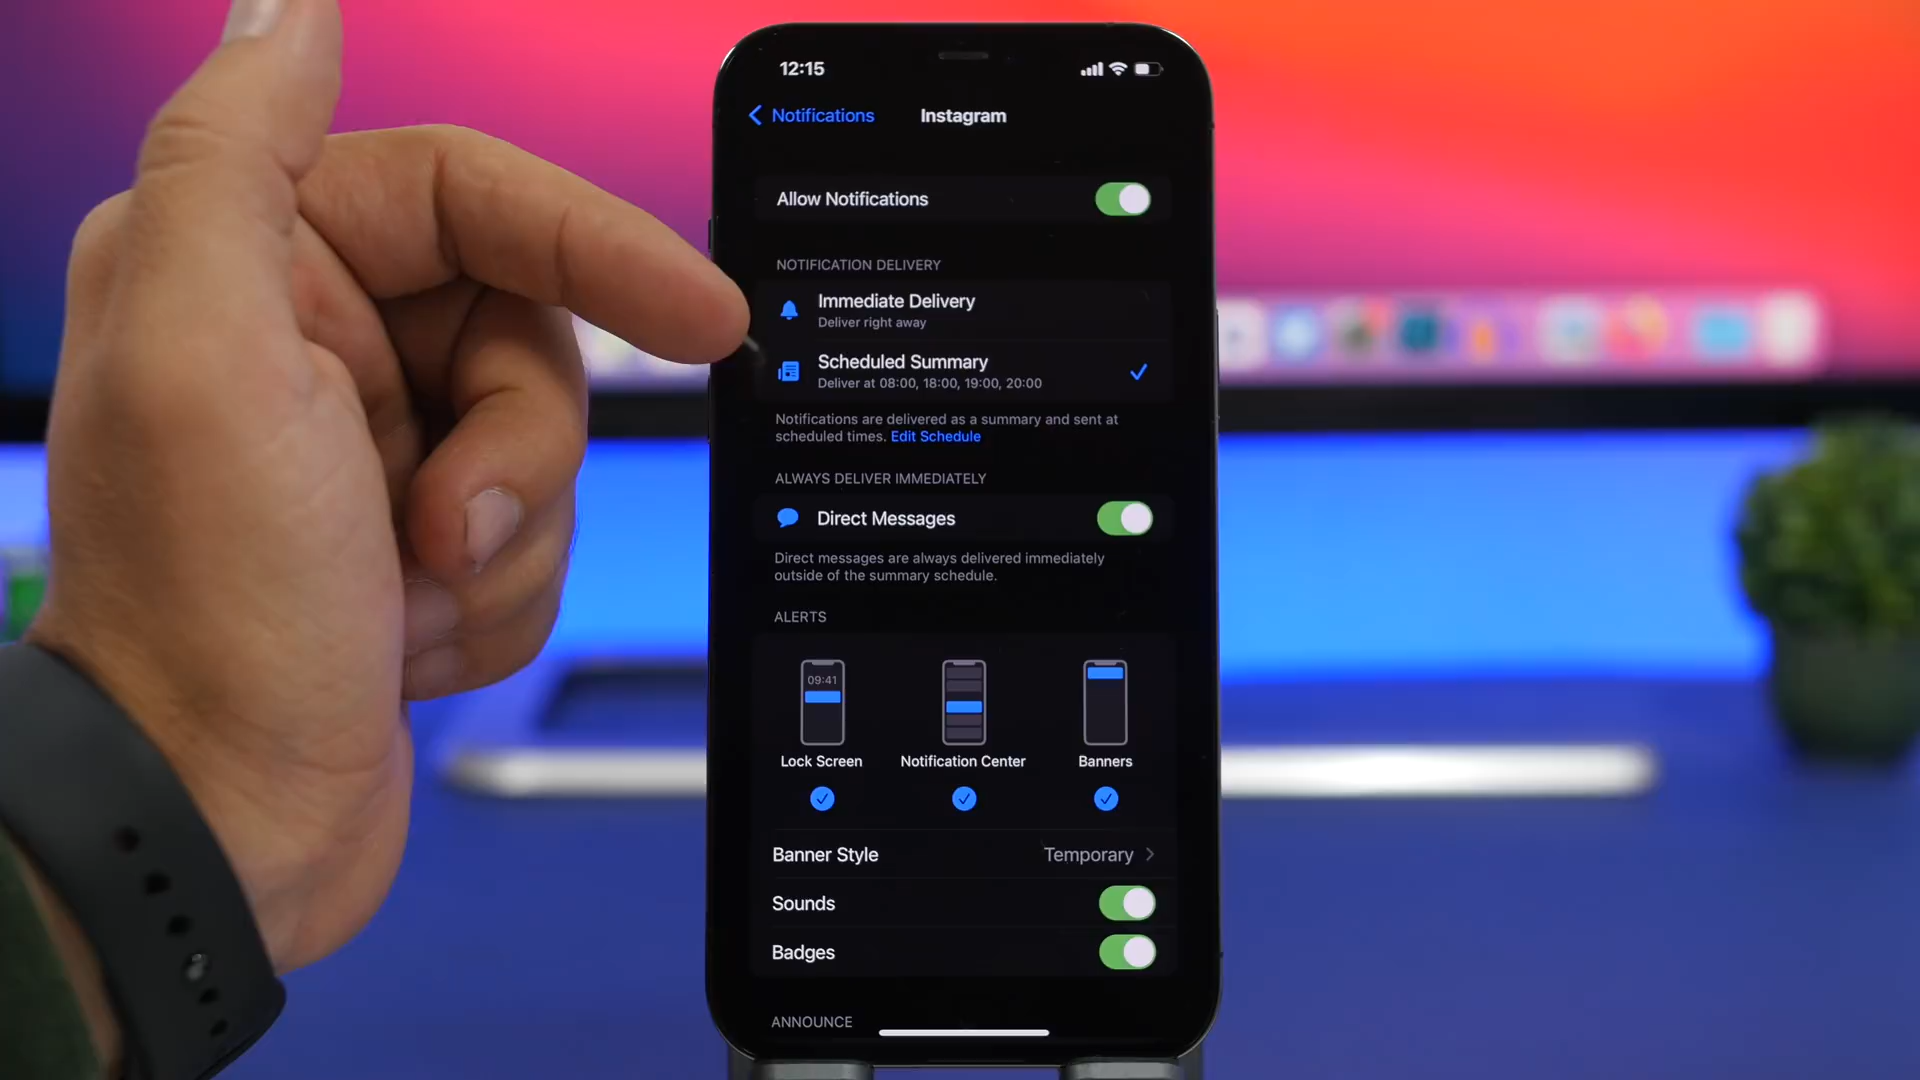 12:15
Notifications
Instagram
Allow Notifications
NOTIFICATION DELIVERY
Immediate Delivery
Deliver right away
Scheduled Summary
Deliver at 08:00, 18:00, 19:00, 20:00
Notifications are delivered as a summary and sent at
scheduled times. Edit Schedule
ALWAYS DELIVER IMMEDIATELY
Direct Messages
Direct messages are always delivered immediately
outside of the summary schedule.
ALERTS
09:41
Lock Screen
Notification Center
Banners
Banner Style
Temporary
Sounds
Badges
ANNOUNCE